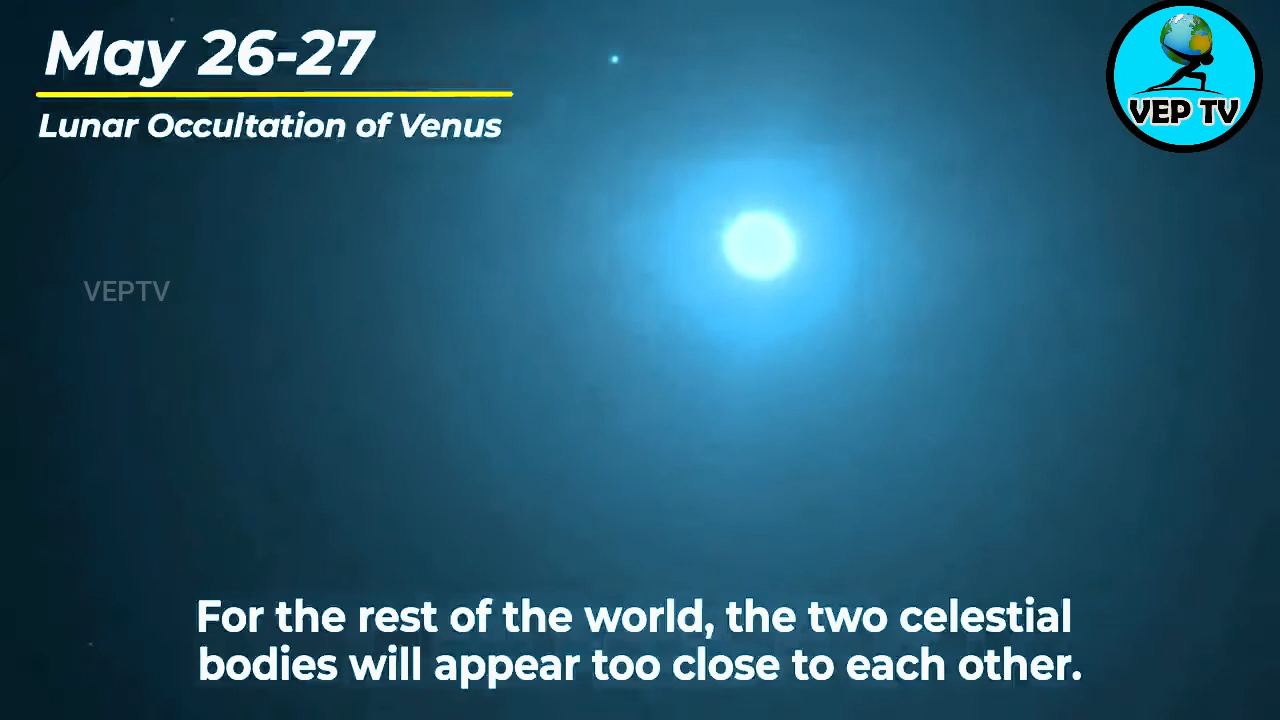 May 26-27
Lunar Occultation of Venus
VEP TV
VEPTV
For the rest of the world, the two celestial
bodies will appear too close to each other.